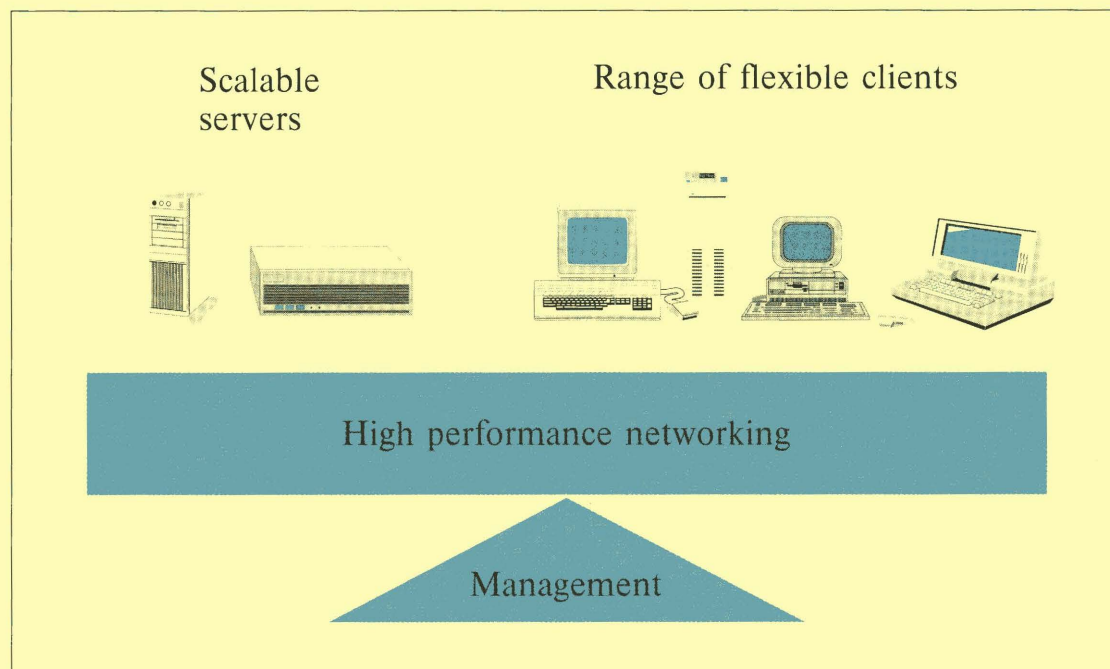 Scalable
servers
Range of flexible clients
High performance networking
Management